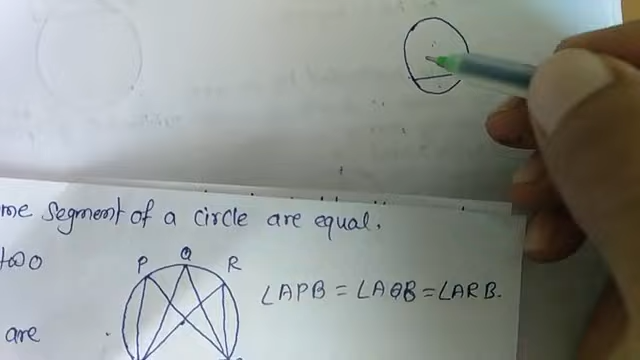 me segment of a circle are equal.
two
P Q R
∠APB = ∠AQB = ∠ARB.
are